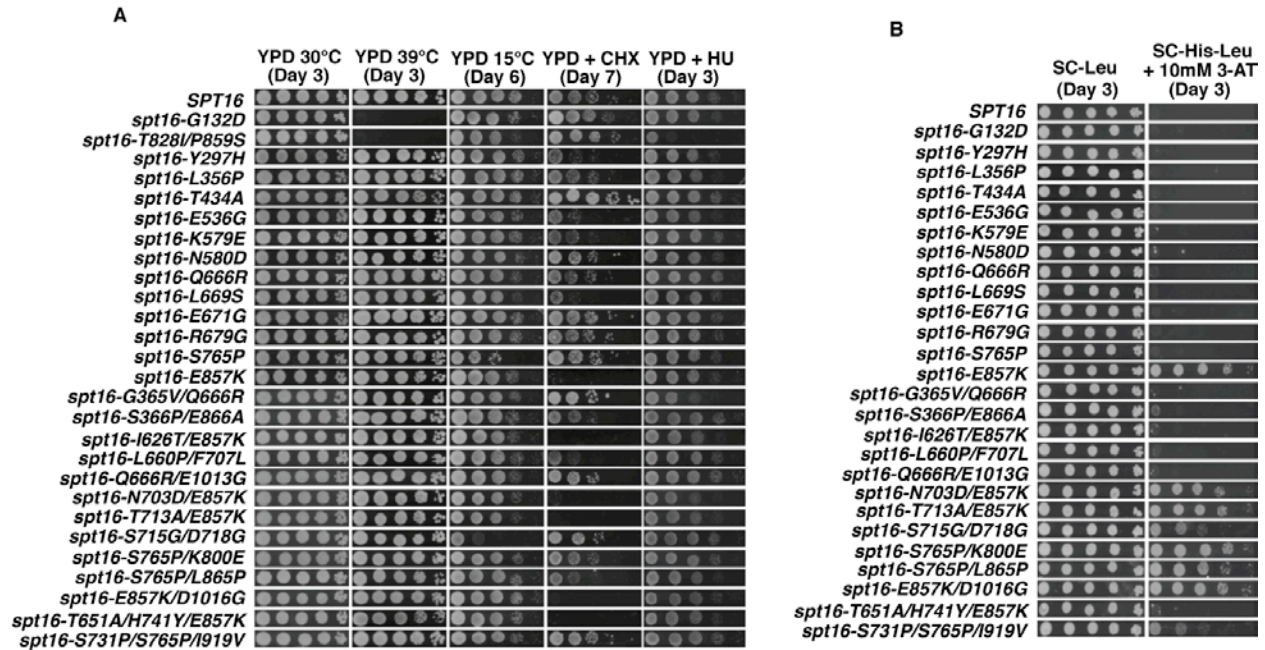 A
YPD 30°C (Day 3)
YPD 39°C (Day 3)
YPD 15°C (Day 6)
YPD + CHX (Day 7)
YPD + HU (Day 3)
SPT16
spt16-G132D
spt16-T828I/P859S
spt16-Y297H
spt16-L356P
spt16-T434A
spt16-E536G
spt16-K579E
spt16-N580D
spt16-Q666R
spt16-L669S
spt16-E671G
spt16-R679G
spt16-S765P
spt16-E857K
spt16-G365V/Q666R
spt16-S366P/E866A
spt16-I626T/E857K
spt16-L660P/F707L
spt16-Q666R/E1013G
spt16-N703D/E857K
spt16-T713A/E857K
spt16-S715G/D718G
spt16-S765P/K800E
spt16-S765P/L865P
spt16-E857K/D1016G
spt16-T651A/H741Y/E857K
spt16-S731P/S765P/I919V
B
SC-Leu
(Day 3)
SC-His-Leu
+ 10mM 3-AT
(Day 3)
SPT16
spt16-G132D
spt16-Y297H
spt16-L356P
spt16-T434A
spt16-E536G
spt16-K579E
spt16-N580D
spt16-Q666R
spt16-L669S
spt16-E671G
spt16-R679G
spt16-S765P
spt16-E857K
spt16-G365V/Q666R
spt16-S366P/E866A
spt16-I626T/E857K
spt16-L660P/F707L
spt16-Q666R/E1013G
spt16-N703D/E857K
spt16-T713A/E857K
spt16-S715G/D718G
spt16-S765P/K800E
spt16-S765P/L865P
spt16-E857K/D1016G
spt16-T651A/H741Y/E857K
spt16-S731P/S765P/I919V